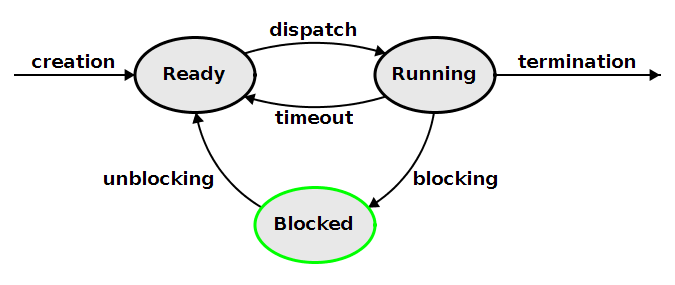 dispatch
creation
Ready
Running
termination
timeout
unblocking
blocking
Blocked